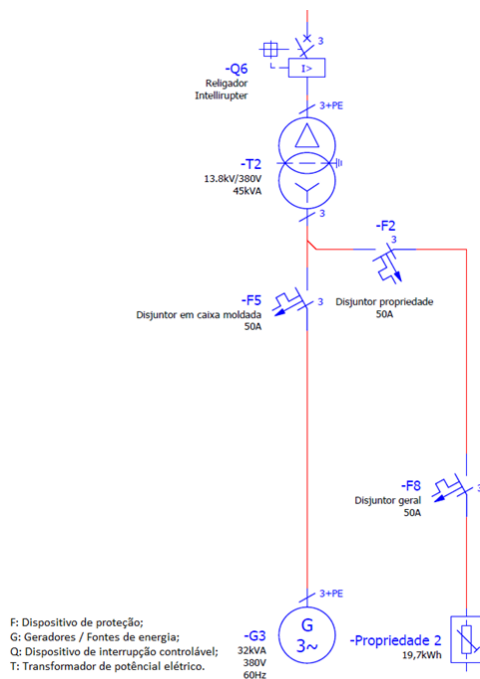 3
-Q6
I>
Religador
Intellirupter
3+PE
-T2
13.8kV/380V
45kVA
3
-F2
3
-F5
3
Disjuntor propriedade
50A
Disjuntor em caixa moldada
50A
-F8
3
Disjuntor geral
50A
3+PE
F: Dispositivo de proteção;
G: Geradores / Fontes de energia;
Q: Dispositivo de interrupção controlável;
T: Transformador de potêncial elétrico.
-G3
G
3~
32kVA
380V
60Hz
-Propriedade 2
19,7kWh